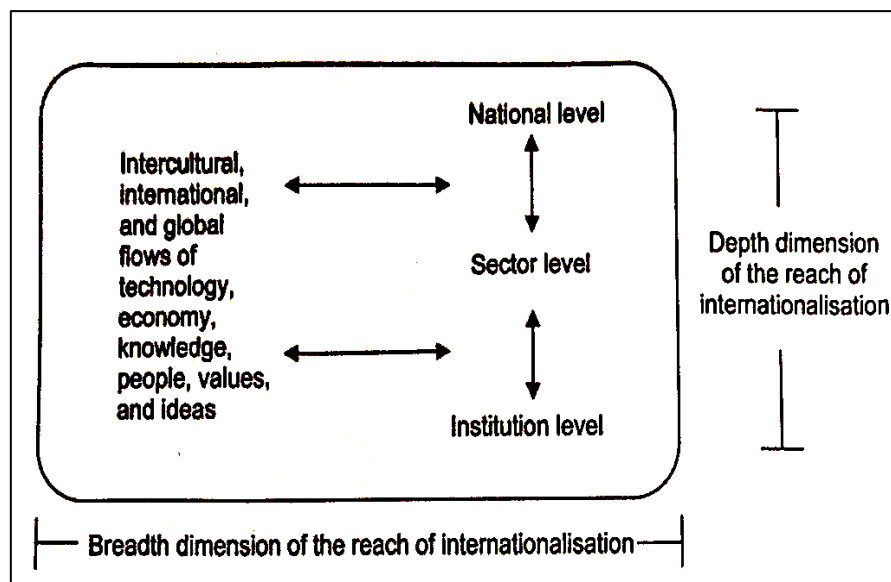 National level
Intercultural,
international,
and global
flows of
technology,
economy,
knowledge,
people, values,
and ideas
Sector level
Institution level
Depth dimension
of the reach of
internationalisation
Breadth dimension of the reach of internationalisation